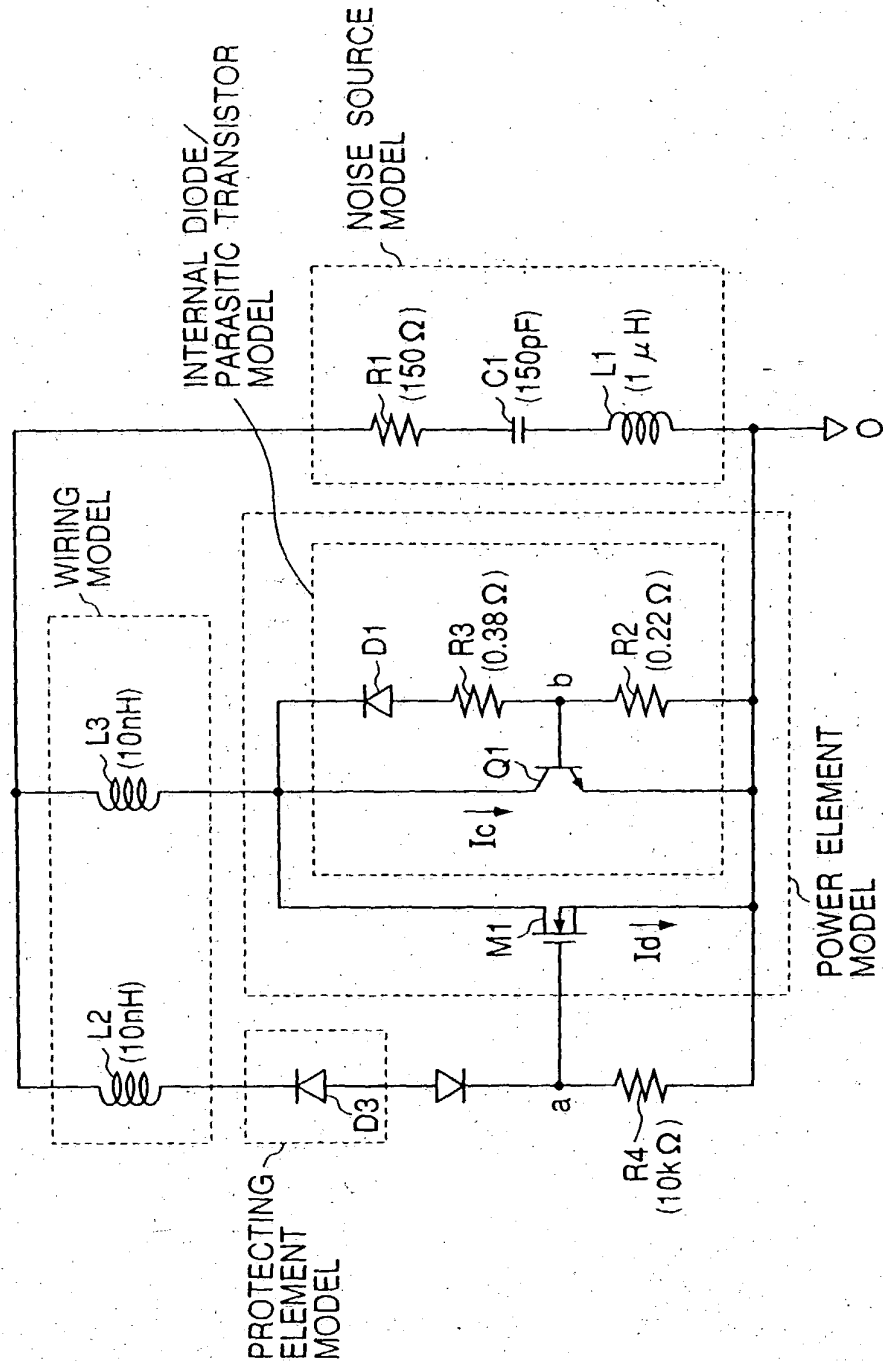 WIRING
MODEL
L2
(10nH)
L3
(10nH)
INTERNAL DIODE/
PARASITIC TRANSISTOR
MODEL
NOISE SOURCE
MODEL
PROTECTING
ELEMENT
MODEL
D3
a
R4
(10kΩ)
M1
Id
Ic
Q1
D1
R3
(0.38Ω)
b
R2
(0.22Ω)
R1
(150Ω)
C1
(150pF)
L1
(1 μH)
POWER ELEMENT
MODEL
O